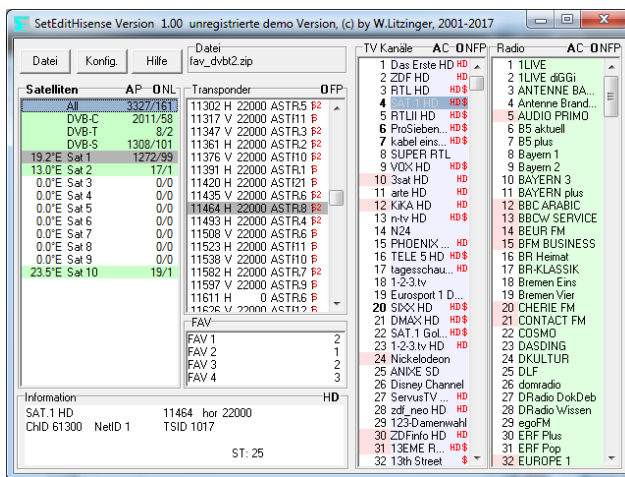 SetEditHisense Version 1.00 unregistrierte demo Version, (c) by W.Litzinger, 2001-2017
Datei
Konfig.
Hilfe
Datei
fav_dvbt2.zip
Satelliten AP ONL
All 3327/161
DVB-C 2011/58
DVB-T 8/2
DVB-S 1308/101
19.2°E Sat 1 1272/99
13.0°E Sat 2 17/1
0.0°E Sat 3 0/0
0.0°E Sat 4 0/0
0.0°E Sat 5 0/0
0.0°E Sat 6 0/0
0.0°E Sat 7 0/0
0.0°E Sat 8 0/0
0.0°E Sat 9 0/0
23.5°E Sat 10 19/1
Transponder OFP
11302 H 22000 ASTR.5 β2
11317 V 22000 ASTf11 β
11347 V 22000 ASTR.3 β2
11361 H 22000 ASTR.2 β2
11376 V 22000 ASTf10 β2
11391 H 22000 ASTR.1 β
11420 H 22000 ASTf21 β
11435 V 22000 ASTR.6 β2
11464 H 22000 ASTR.8 β2
11493 H 22000 ASTR.4 β2
11508 V 22000 ASTR.6 β
11523 H 22000 ASTf11 β
11538 V 22000 ASTf10 β
11582 H 22000 ASTR.7 β2
11597 V 22000 ASTR.9 β
11611 H 0 ASTR.6 β
11626 V 22000 ASTf12 β
FAV
FAV 1 2
FAV 2 1
FAV 3 2
FAV 4 3
Information HD
SAT.1 HD 11464 hor 22000
ChID 61300 NetID 1 TSID 1017
ST: 25
TV Kanäle AC ONFP
1 Das Erste HD HD
2 ZDF HD HD
3 RTL HD HD$
4 SAT.1 HD HD$
5 RTLII HD HD$
6 ProSieben... HD$
7 kabel eins... HD$
8 SUPER RTL
9 VOX HD HD$
10 3sat HD HD
11 arte HD HD
12 KiKA HD HD
13 n-tv HD HD$
14 N24
15 PHOENIX ... HD
16 TELE 5 HD HD$
17 tagesschau... HD
18 1-2-3.tv
19 Eurosport 1 D...
20 SIXX HD HD$
21 DMAX HD HD$
22 SAT.1 Gol... HD$
23 1-2-3.tv HD HD
24 Nickelodeon
25 ANIXE SD
26 Disney Channel
27 ServusTV ... HD
28 zdf_neo HD HD
29 123-Damenwahl
30 ZDFinfo HD HD
31 13EME R... HD$
32 13th Street $
Radio AC ONFP
1 1LIVE
2 1LIVE diGGi
3 ANTENNE BA...
4 Antenne Brand...
5 AUDIO PRIMO
6 B5 aktuell
7 B5 plus
8 Bayern 1
9 Bayern 2
10 BAYERN 3
11 BAYERN plus
12 BBC ARABIC
13 BBCW SERVICE
14 BEUR FM
15 BFM BUSINESS
16 BR Heimat
17 BR-KLASSIK
18 Bremen Eins
19 Bremen Vier
20 CHERIE FM
21 CONTACT FM
22 COSMO
23 DASDING
24 DKULTUR
25 DLF
26 domradio
27 DRadio DokDeb
28 DRadio Wissen
29 egoFM
30 ERF Plus
31 ERF Pop
32 EUROPE 1